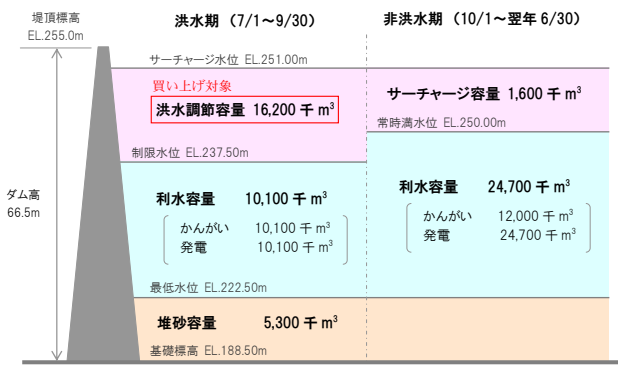 堤頂標高
EL.255.0m
洪水期（7/1～9/30）
非洪水期（10/1～翌年 6/30）
サーチャージ水位 EL.251.00m
買い上げ対象
洪水調節容量 16,200 千 m³
サーチャージ容量 1,600 千 m³
常時満水位 EL.250.00m
制限水位 EL.237.50m
ダム高
66.5m
利水容量 10,100 千 m³
かんがい 10,100 千 m³
発電 10,100 千 m³
利水容量 24,700 千 m³
かんがい 12,000 千 m³
発電 24,700 千 m³
最低水位 EL.222.50m
堆砂容量 5,300 千 m³
基礎標高 EL.188.50m